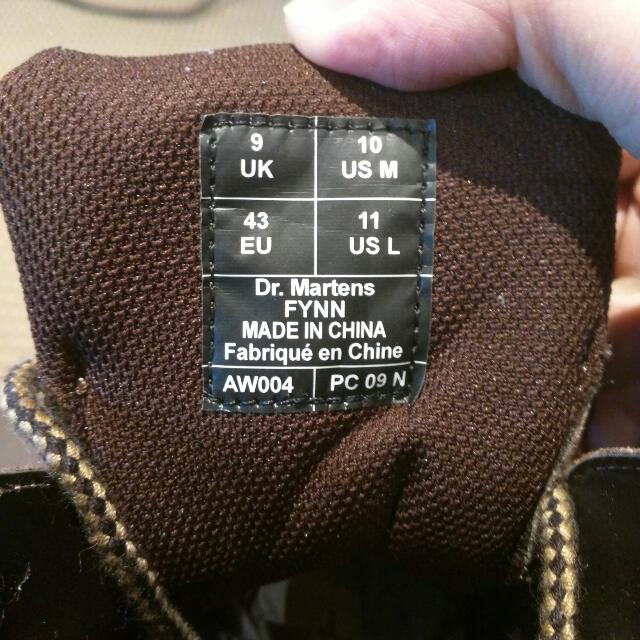 9
UK
10
US M
43
EU
11
US L
Dr. Martens
FYNN
MADE IN CHINA
Fabriqué en Chine
AW004
PC 09 N